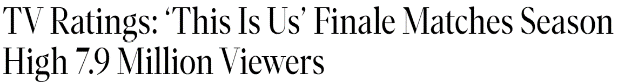 TV Ratings: ‘This Is Us’ Finale Matches Season
High 7.9 Million Viewers